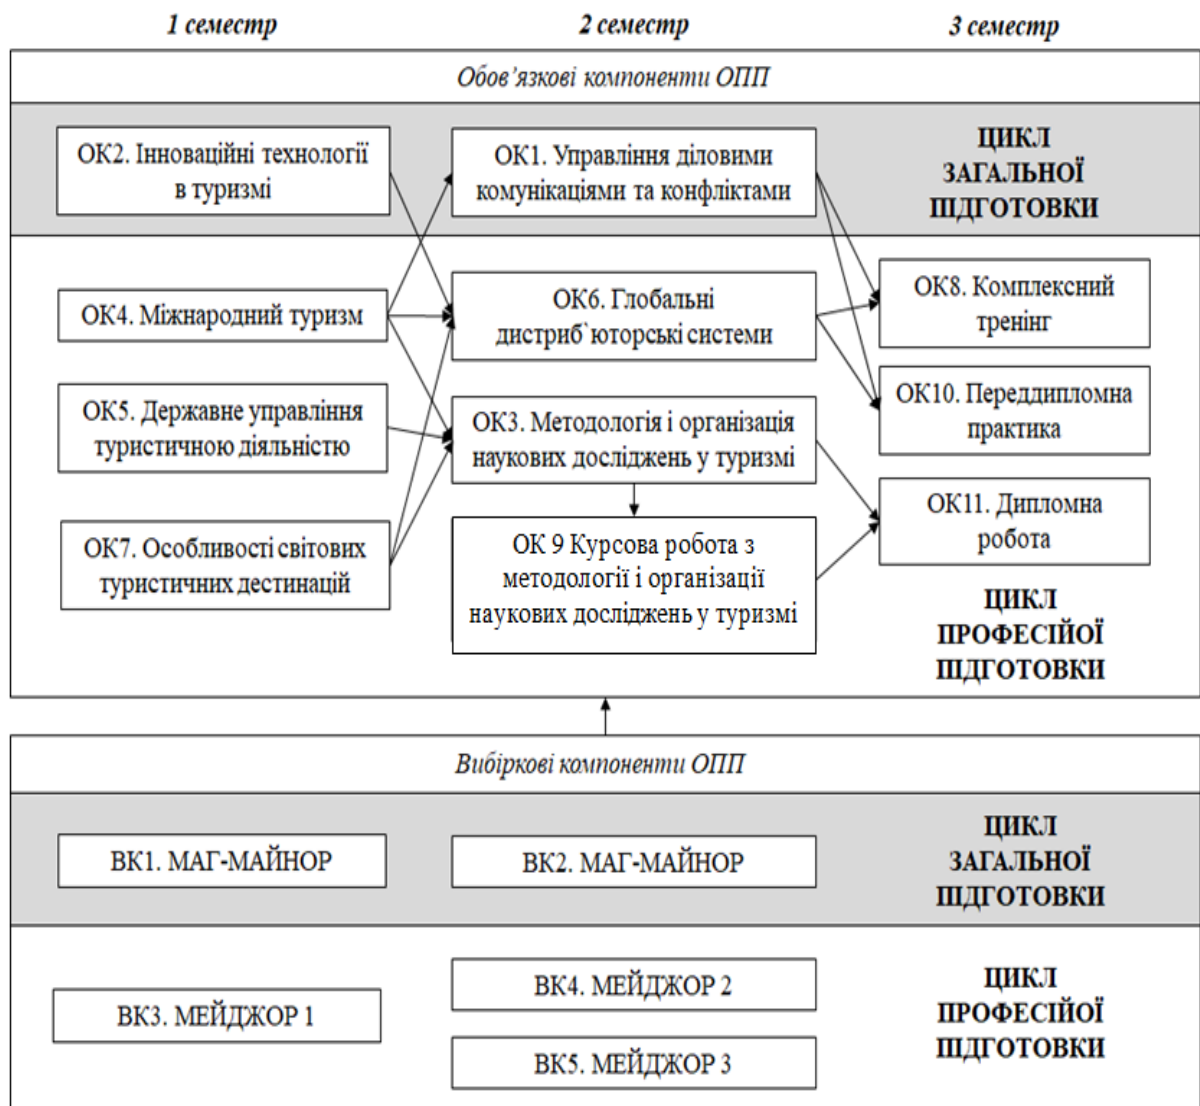 1 семестр
2 семестр
3 семестр
Обов’язкові компоненти ОПП
ОК2. Інноваційні технології
в туризмі
ОК1. Управління діловими
комунікаціями та конфліктами
ЦИКЛ
ЗАГАЛЬНОЇ
ПІДГОТОВКИ
ОК4. Міжнародний туризм
ОК6. Глобальні
дистриб`юторські системи
ОК8. Комплексний
тренінг
ОК5. Державне управління
туристичною діяльністю
ОК3. Методологія і організація
наукових досліджень у туризмі
ОК10. Переддипломна
практика
ОК7. Особливості світових
туристичних дестинацій
ОК 9 Курсова робота з
методології і організації
наукових досліджень у туризмі
ОК11. Дипломна
робота
ЦИКЛ
ПРОФЕСІЙОЇ
ПІДГОТОВКИ
Вибіркові компоненти ОПП
ВК1. МАГ-МАЙНОР
ВК2. МАГ-МАЙНОР
ЦИКЛ
ЗАГАЛЬНОЇ
ПІДГОТОВКИ
ВК3. МЕЙДЖОР 1
ВК4. МЕЙДЖОР 2
ВК5. МЕЙДЖОР 3
ЦИКЛ
ПРОФЕСІЙОЇ
ПІДГОТОВКИ